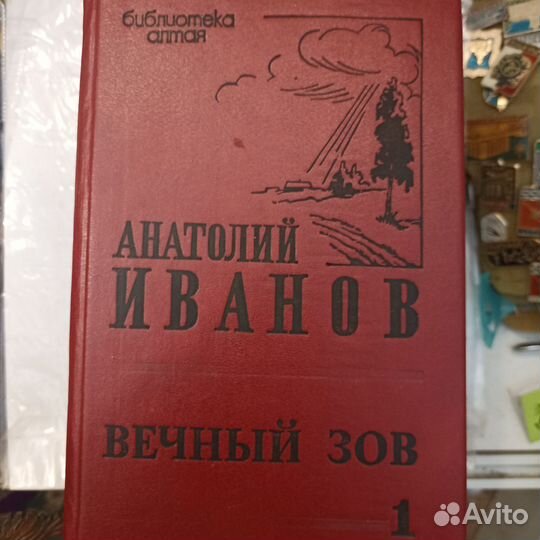 библиотека
алтая
АНАТОЛИЙ
ИВАНОВ
ВЕЧНЫЙ ЗОВ
1
Avito